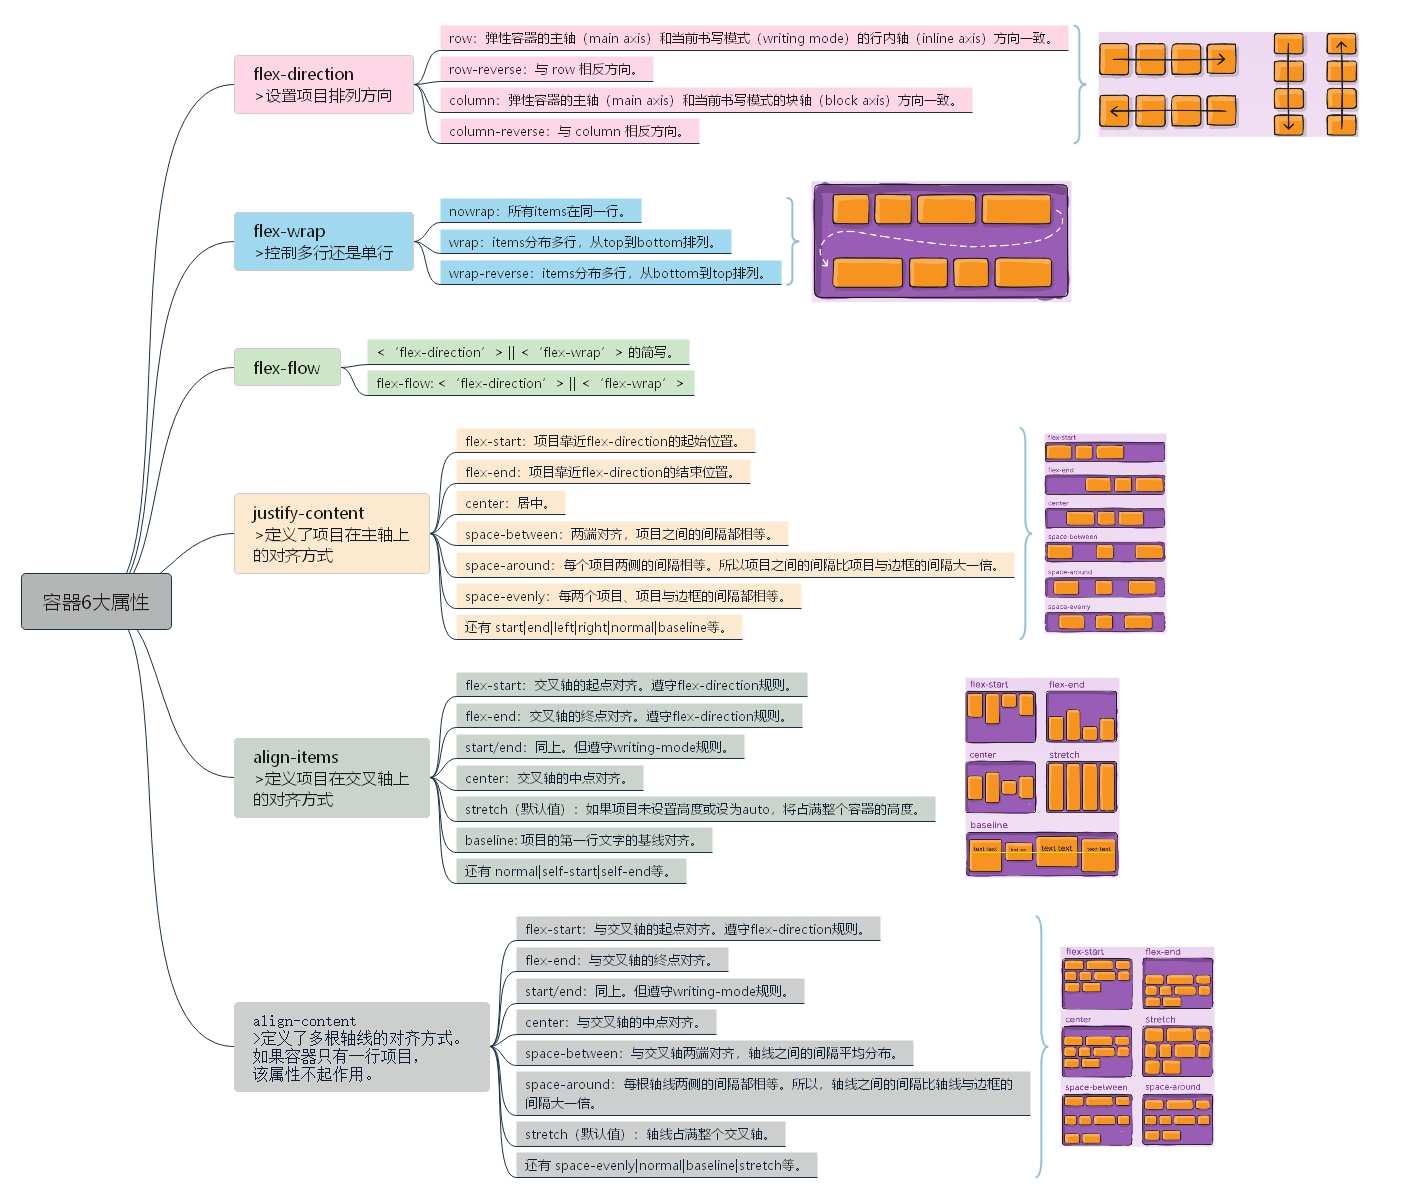 容器6大属性
flex-direction
>设置项目排列方向
row：弹性容器的主轴（main axis）和当前书写模式（writing mode）的行内轴（inline axis）方向一致。
row-reverse：与 row 相反方向。
column：弹性容器的主轴（main axis）和当前书写模式的块轴（block axis）方向一致。
column-reverse：与 column 相反方向。
flex-wrap
>控制多行还是单行
nowrap：所有items在同一行。
wrap：items分布多行，从top到bottom排列。
wrap-reverse：items分布多行，从bottom到top排列。
flex-flow
<‘flex-direction’> || <‘flex-wrap’>的简写。
flex-flow: <‘flex-direction’> || <‘flex-wrap’>
justify-content
>定义了项目在主轴上
的对齐方式
flex-start：项目靠近flex-direction的起始位置。
flex-end：项目靠近flex-direction的结束位置。
center：居中。
space-between：两端对齐，项目之间的间隔都相等。
space-around：每个项目两侧的间隔相等。所以项目之间的间隔比项目与边框的间隔大一倍。
space-evenly：每两个项目、项目与边框的间隔都相等。
还有 start|end|left|right|normal|baseline等。
flex-start
flex-end
center
space-between
space-around
space-evenly
align-items
>定义项目在交叉轴上
的对齐方式
flex-start：交叉轴的起点对齐。遵守flex-direction规则。
flex-end：交叉轴的终点对齐。遵守flex-direction规则。
start/end：同上。但遵守writing-mode规则。
center：交叉轴的中点对齐。
stretch（默认值）：如果项目未设置高度或设为auto，将占满整个容器的高度。
baseline: 项目的第一行文字的基线对齐。
还有 normal|self-start|self-end等。
flex-start
flex-end
center
stretch
baseline
text text
text text
text text
text text
align-content
>定义了多根轴线的对齐方式。
如果容器只有一行项目，
该属性不起作用。
flex-start：与交叉轴的起点对齐。遵守flex-direction规则。
flex-end：与交叉轴的终点对齐。
start/end：同上。但遵守writing-mode规则。
center：与交叉轴的中点对齐。
space-between：与交叉轴两端对齐，轴线之间的间隔平均分布。
space-around：每根轴线两侧的间隔都相等。所以，轴线之间的间隔比轴线与边框的
间隔大一倍。
stretch（默认值）：轴线占满整个交叉轴。
还有 space-evenly|normal|baseline|stretch等。
flex-start
flex-end
center
stretch
space-between
space-around